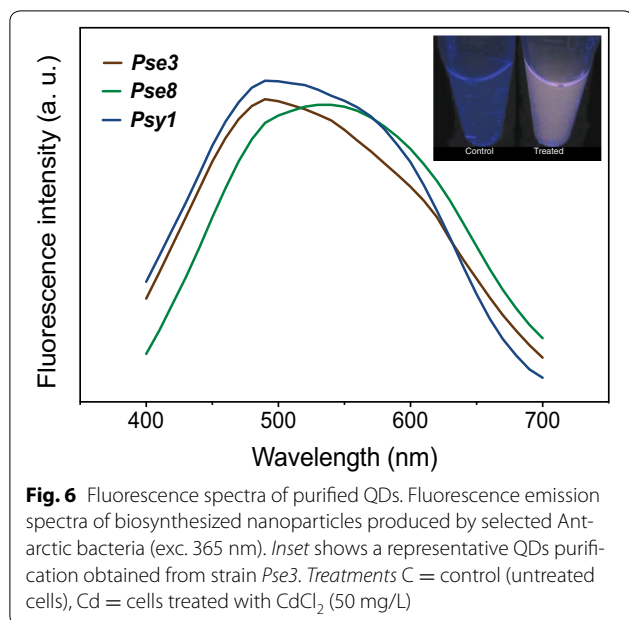 Pse3
Pse8
Psy1
Control
Treated
Fluorescence intensity (a. u.)
400
500
600
700
Wavelength (nm)
Fig. 6 Fluorescence spectra of purified QDs. Fluorescence emission
spectra of biosynthesized nanoparticles produced by selected Ant-
arctic bacteria (exc. 365 nm). Inset shows a representative QDs purifi-
cation obtained from strain Pse3. Treatments C = control (untreated
cells), Cd = cells treated with CdCl₂ (50 mg/L)